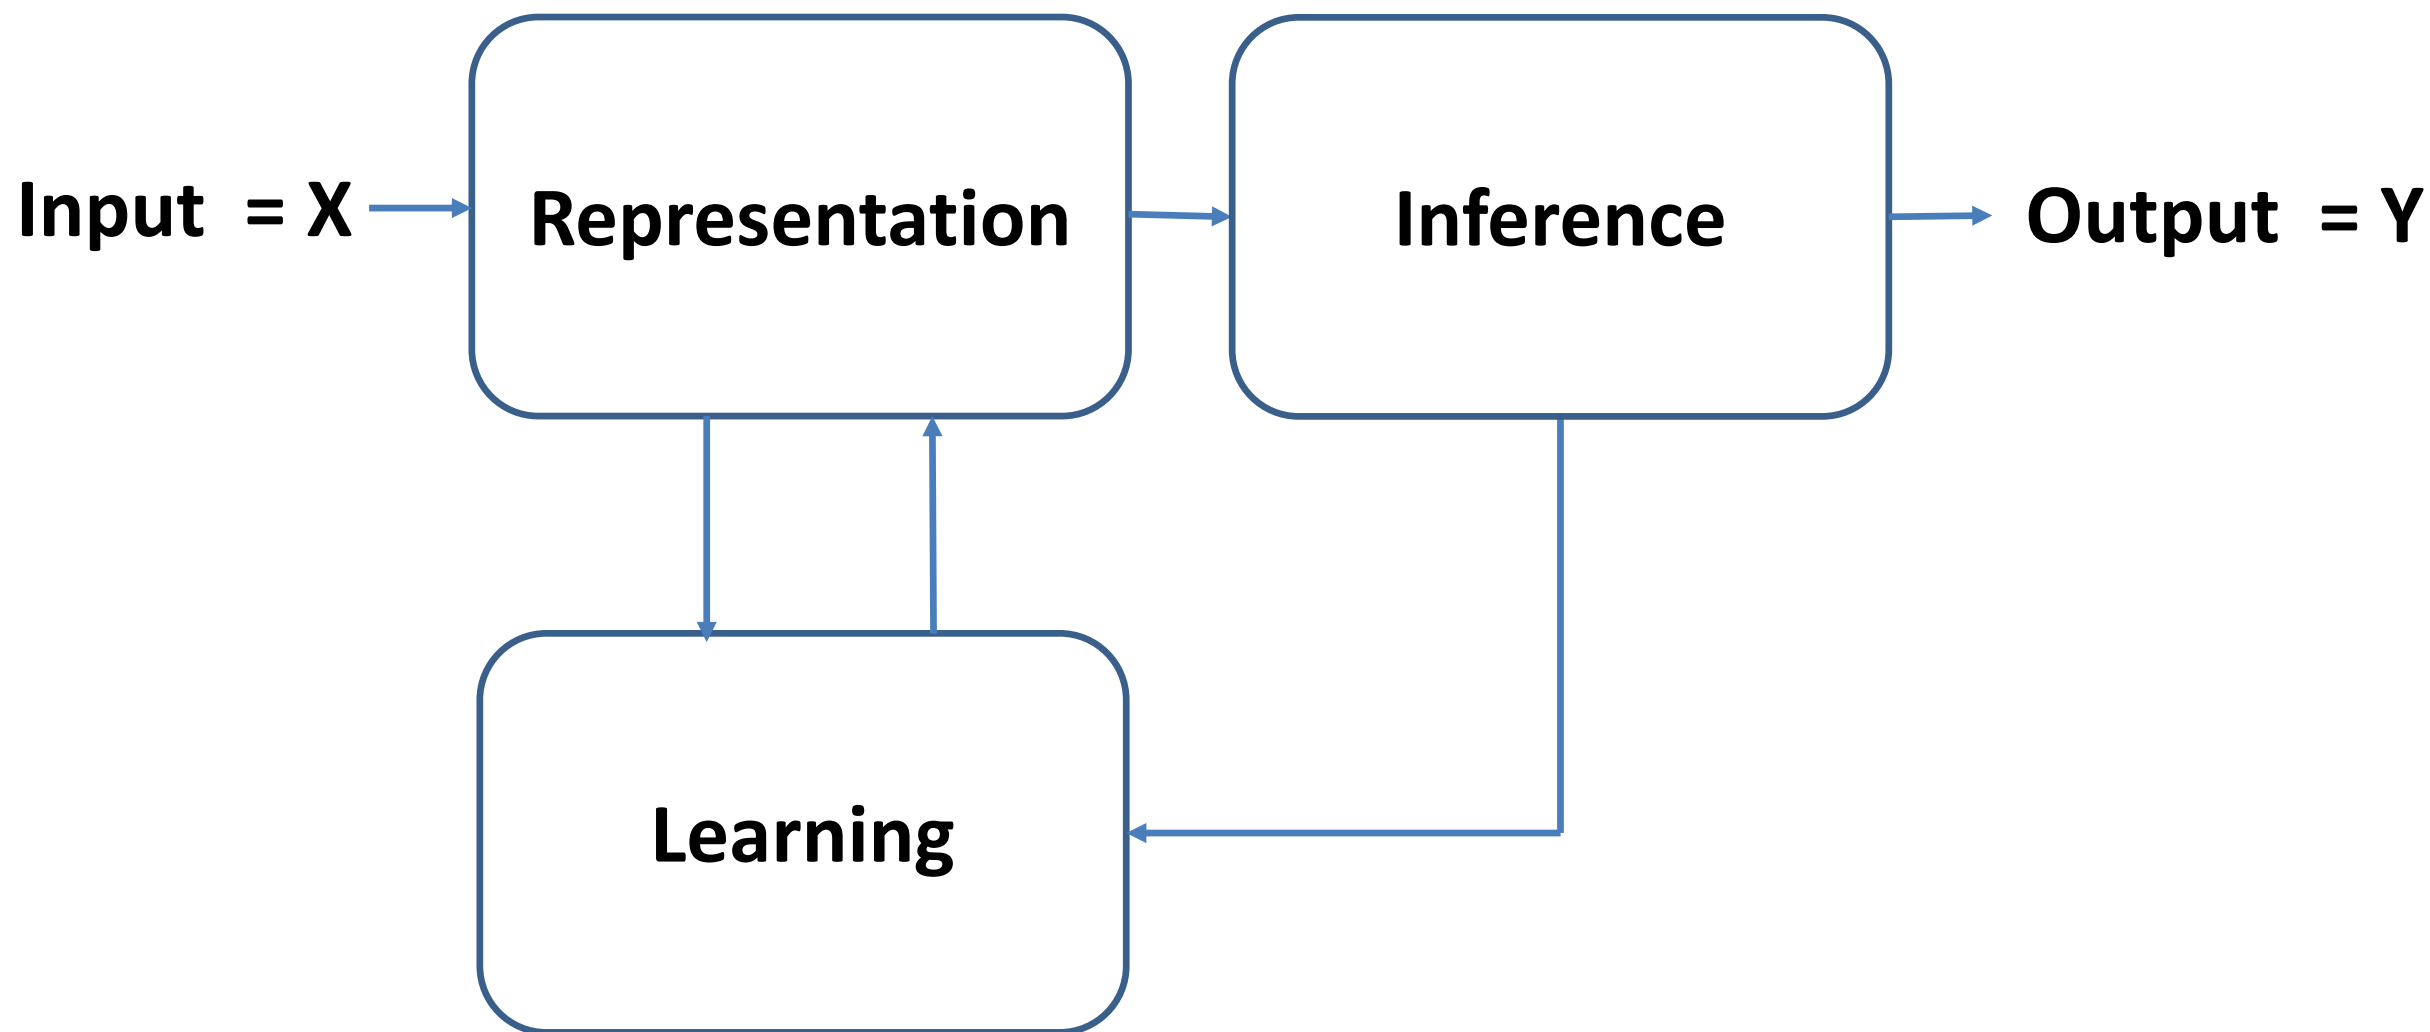 Input = X
Representation
Inference
Output = Y
Learning